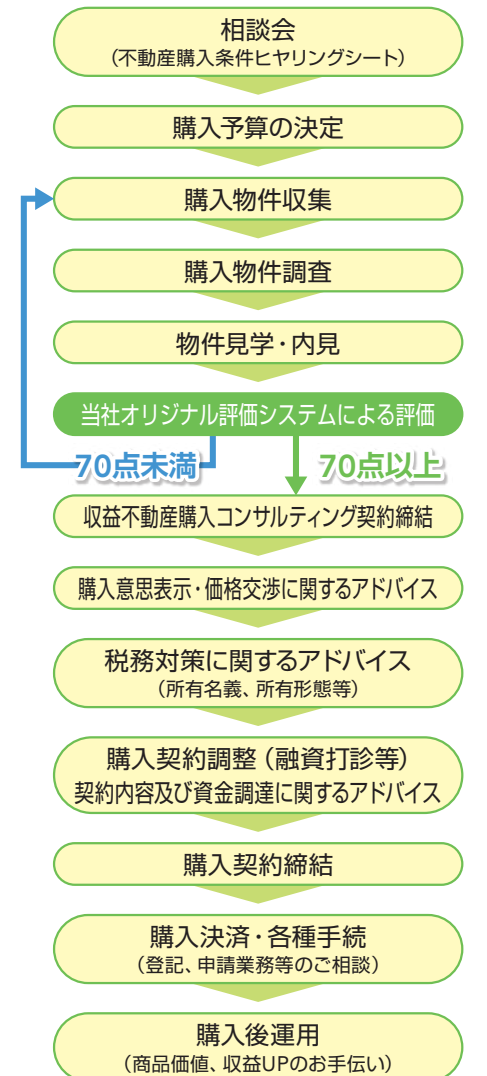 相談会
（不動産購入条件ヒヤリングシート）
購入予算の決定
購入物件収集
購入物件調査
物件見学・内見
当社オリジナル評価システムによる評価
70点未満
70点以上
収益不動産購入コンサルティング契約締結
購入意思表示・価格交渉に関するアドバイス
税務対策に関するアドバイス
（所有名義、所有形態等）
購入契約調整（融資打診等）
契約内容及び資金調達に関するアドバイス
購入契約締結
購入決済・各種手続
（登記、申請業務等のご相談）
購入後運用
（商品価値、収益UPのお手伝い）